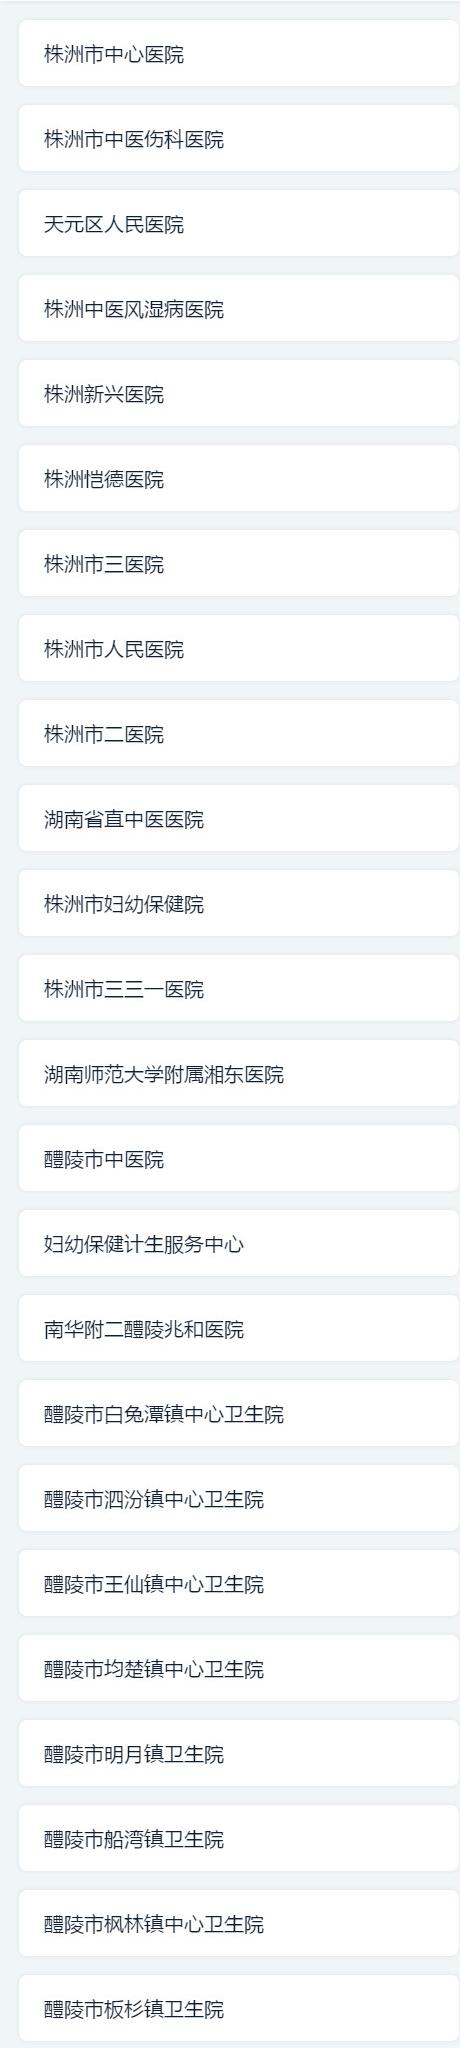 株洲市中心医院
株洲市中医伤科医院
天元区人民医院
株洲中医风湿病医院
株洲新兴医院
株洲恺德医院
株洲市三医院
株洲市人民医院
株洲市二医院
湖南省直中医医院
株洲市妇幼保健院
株洲市三三一医院
湖南师范大学附属湘东医院
醴陵市中医院
妇幼保健计生服务中心
南华附二醴陵兆和医院
醴陵市白兔潭镇中心卫生院
醴陵市泗汾镇中心卫生院
醴陵市王仙镇中心卫生院
醴陵市均楚镇中心卫生院
醴陵市明月镇卫生院
醴陵市船湾镇卫生院
醴陵市枫林镇中心卫生院
醴陵市板杉镇卫生院